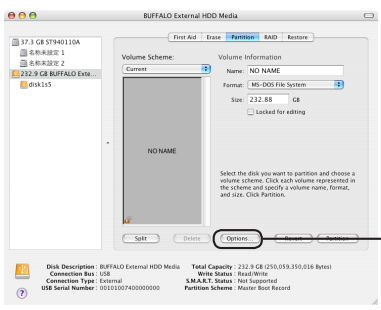 BUFFALO External HDD Media
37.3 GB ST940110A
名称未設定 1
名称未設定 2
232.9 GB BUFFALO Exte...
disk1s5
First Aid Erase Partition RAID Restore
Volume Scheme:
Current
NO NAME
Volume Information
Name: NO NAME
Format: MS-DOS File System
Size: 232.88 GB
Locked for editing
Select the disk you want to partition and choose a
volume scheme. Click each volume represented in
the scheme and specify a volume name, format,
and size. Click Partition.
Split Delete Options... Revert Partition
Disk Description : BUFFALO External HDD Media
Connection Bus : USB
Connection Type : External
USB Serial Number : 00101007400000000
Total Capacity : 232.9 GB (250,059,350,016 Bytes)
Write Status : Read/Write
S.M.A.R.T. Status : Not Supported
Partition Scheme : Master Boot Record
?